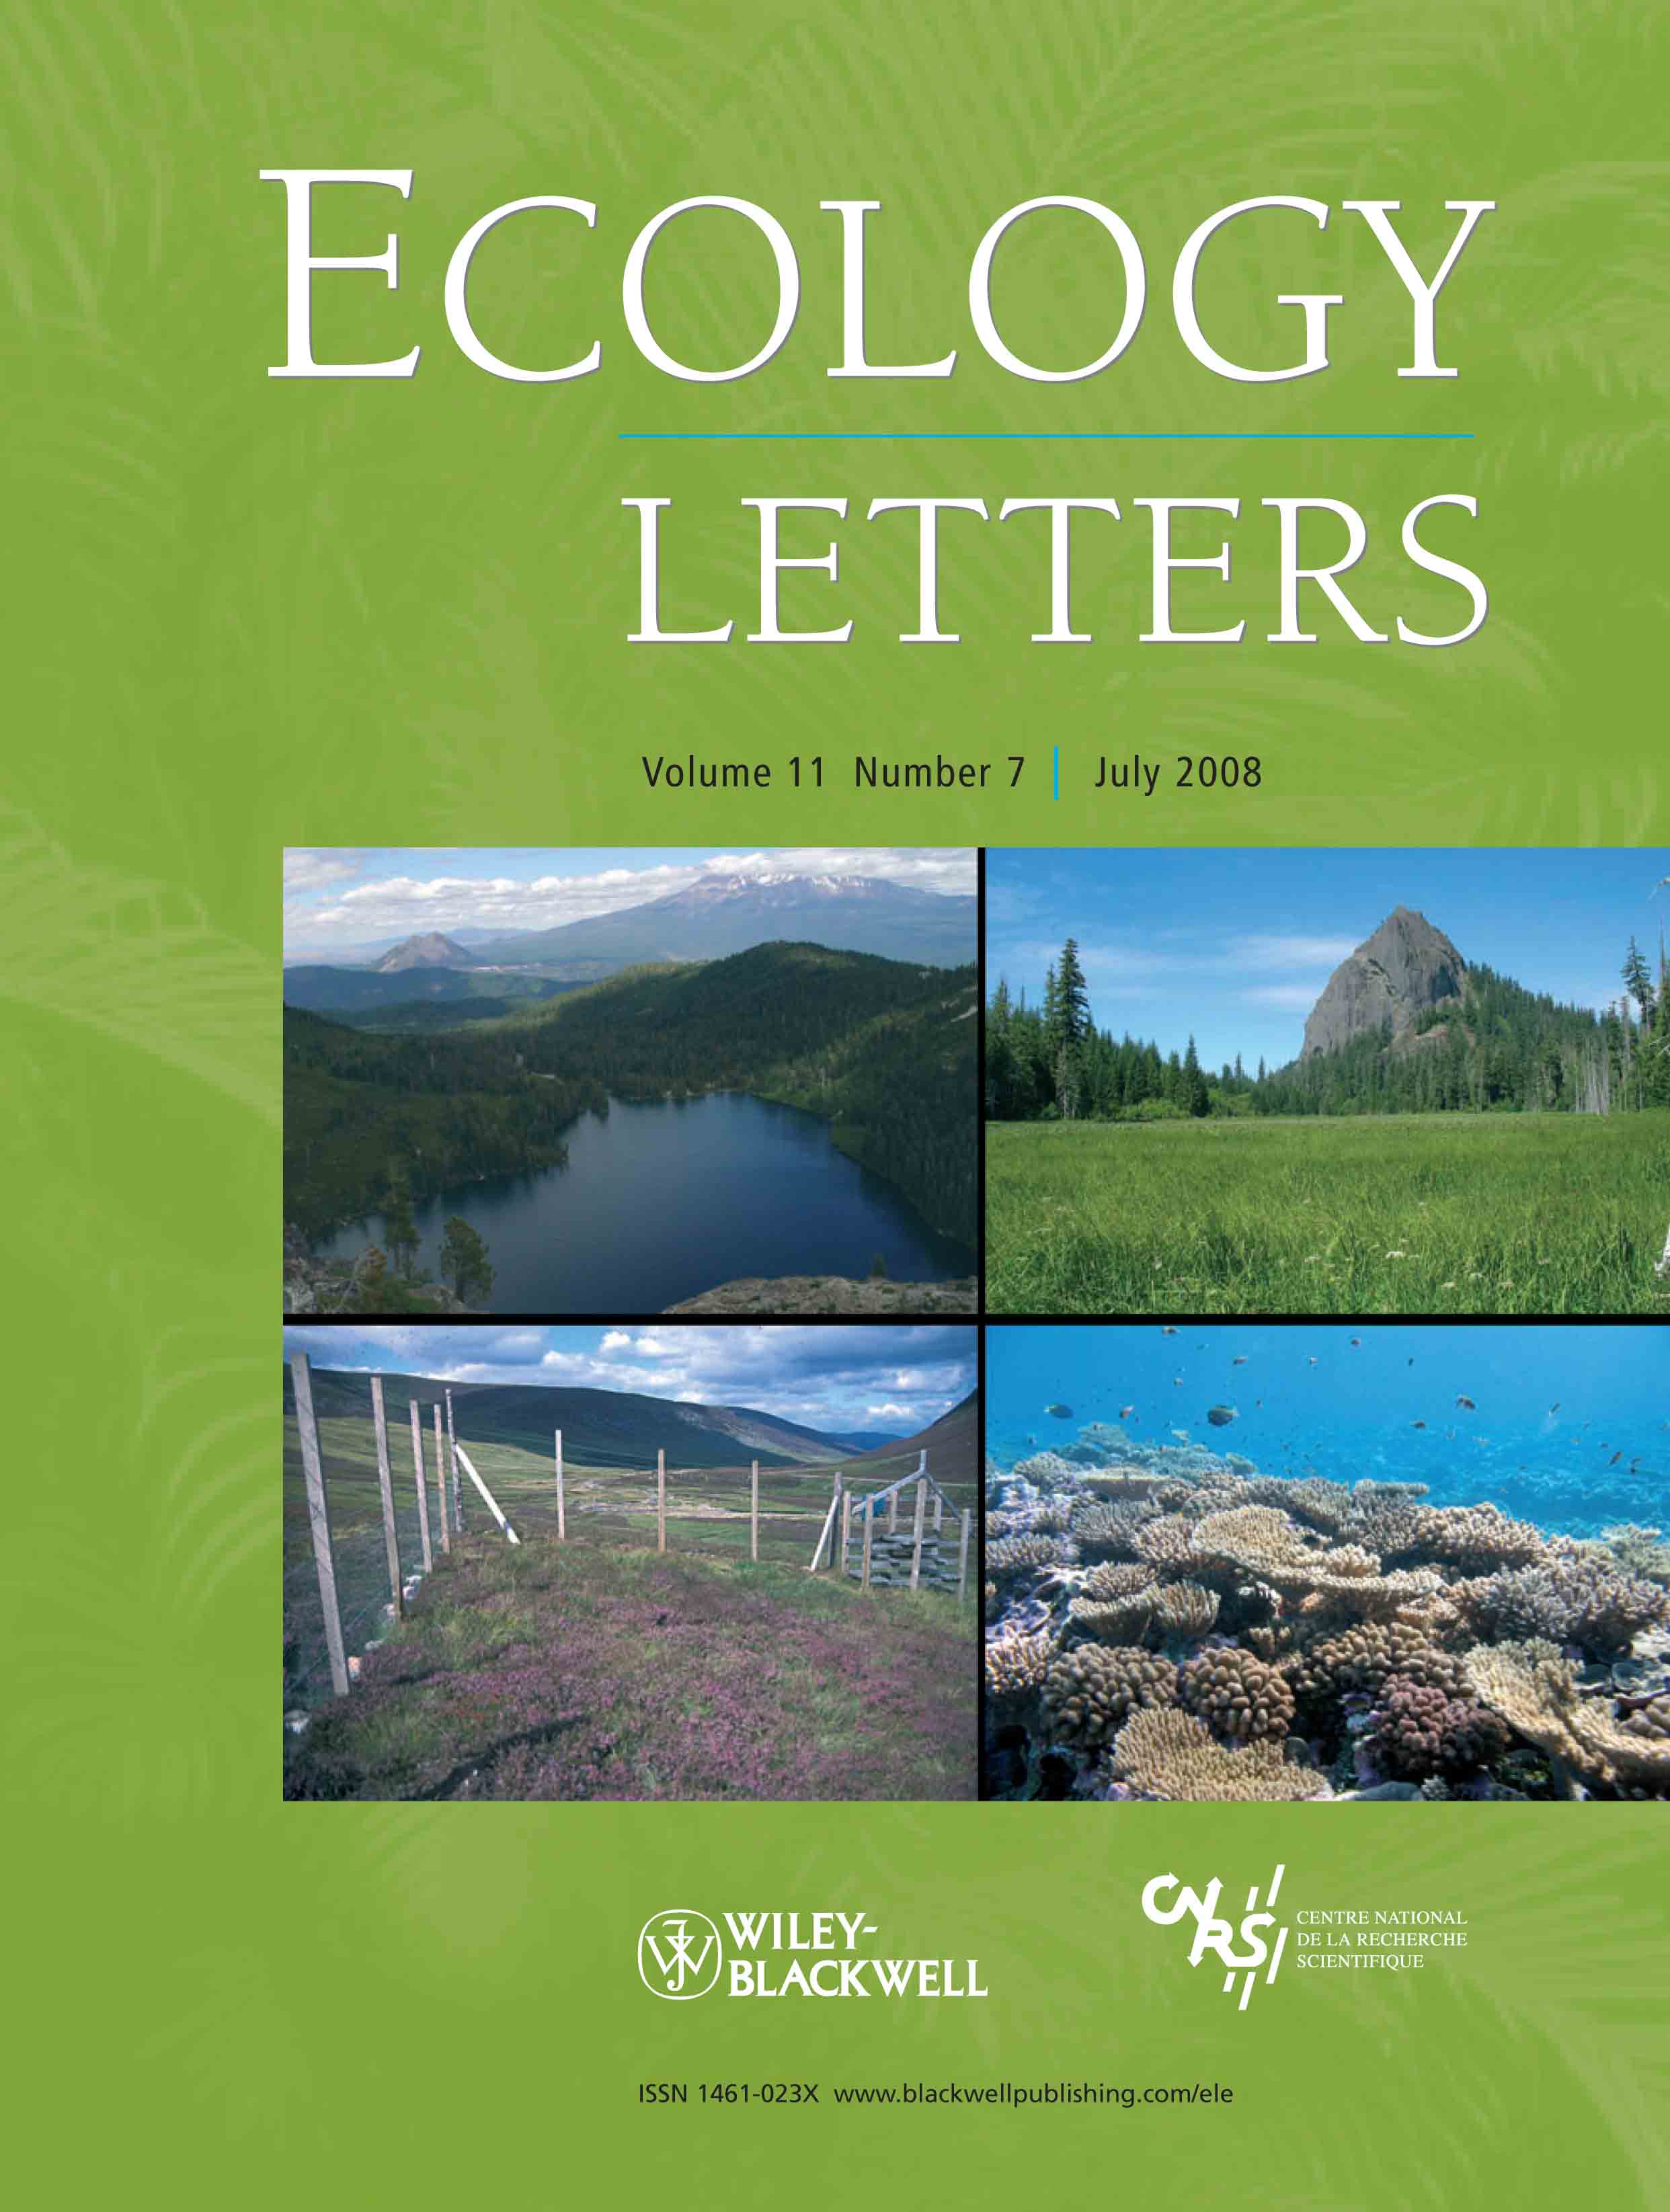 ECOLOGY
LETTERS
Volume 11 Number 7 | July 2008
WILEY-
BLACKWELL
CNRS
CENTRE NATIONAL
DE LA RECHERCHE
SCIENTIFIQUE
ISSN 1461-023X www.blackwellpublishing.com/ele